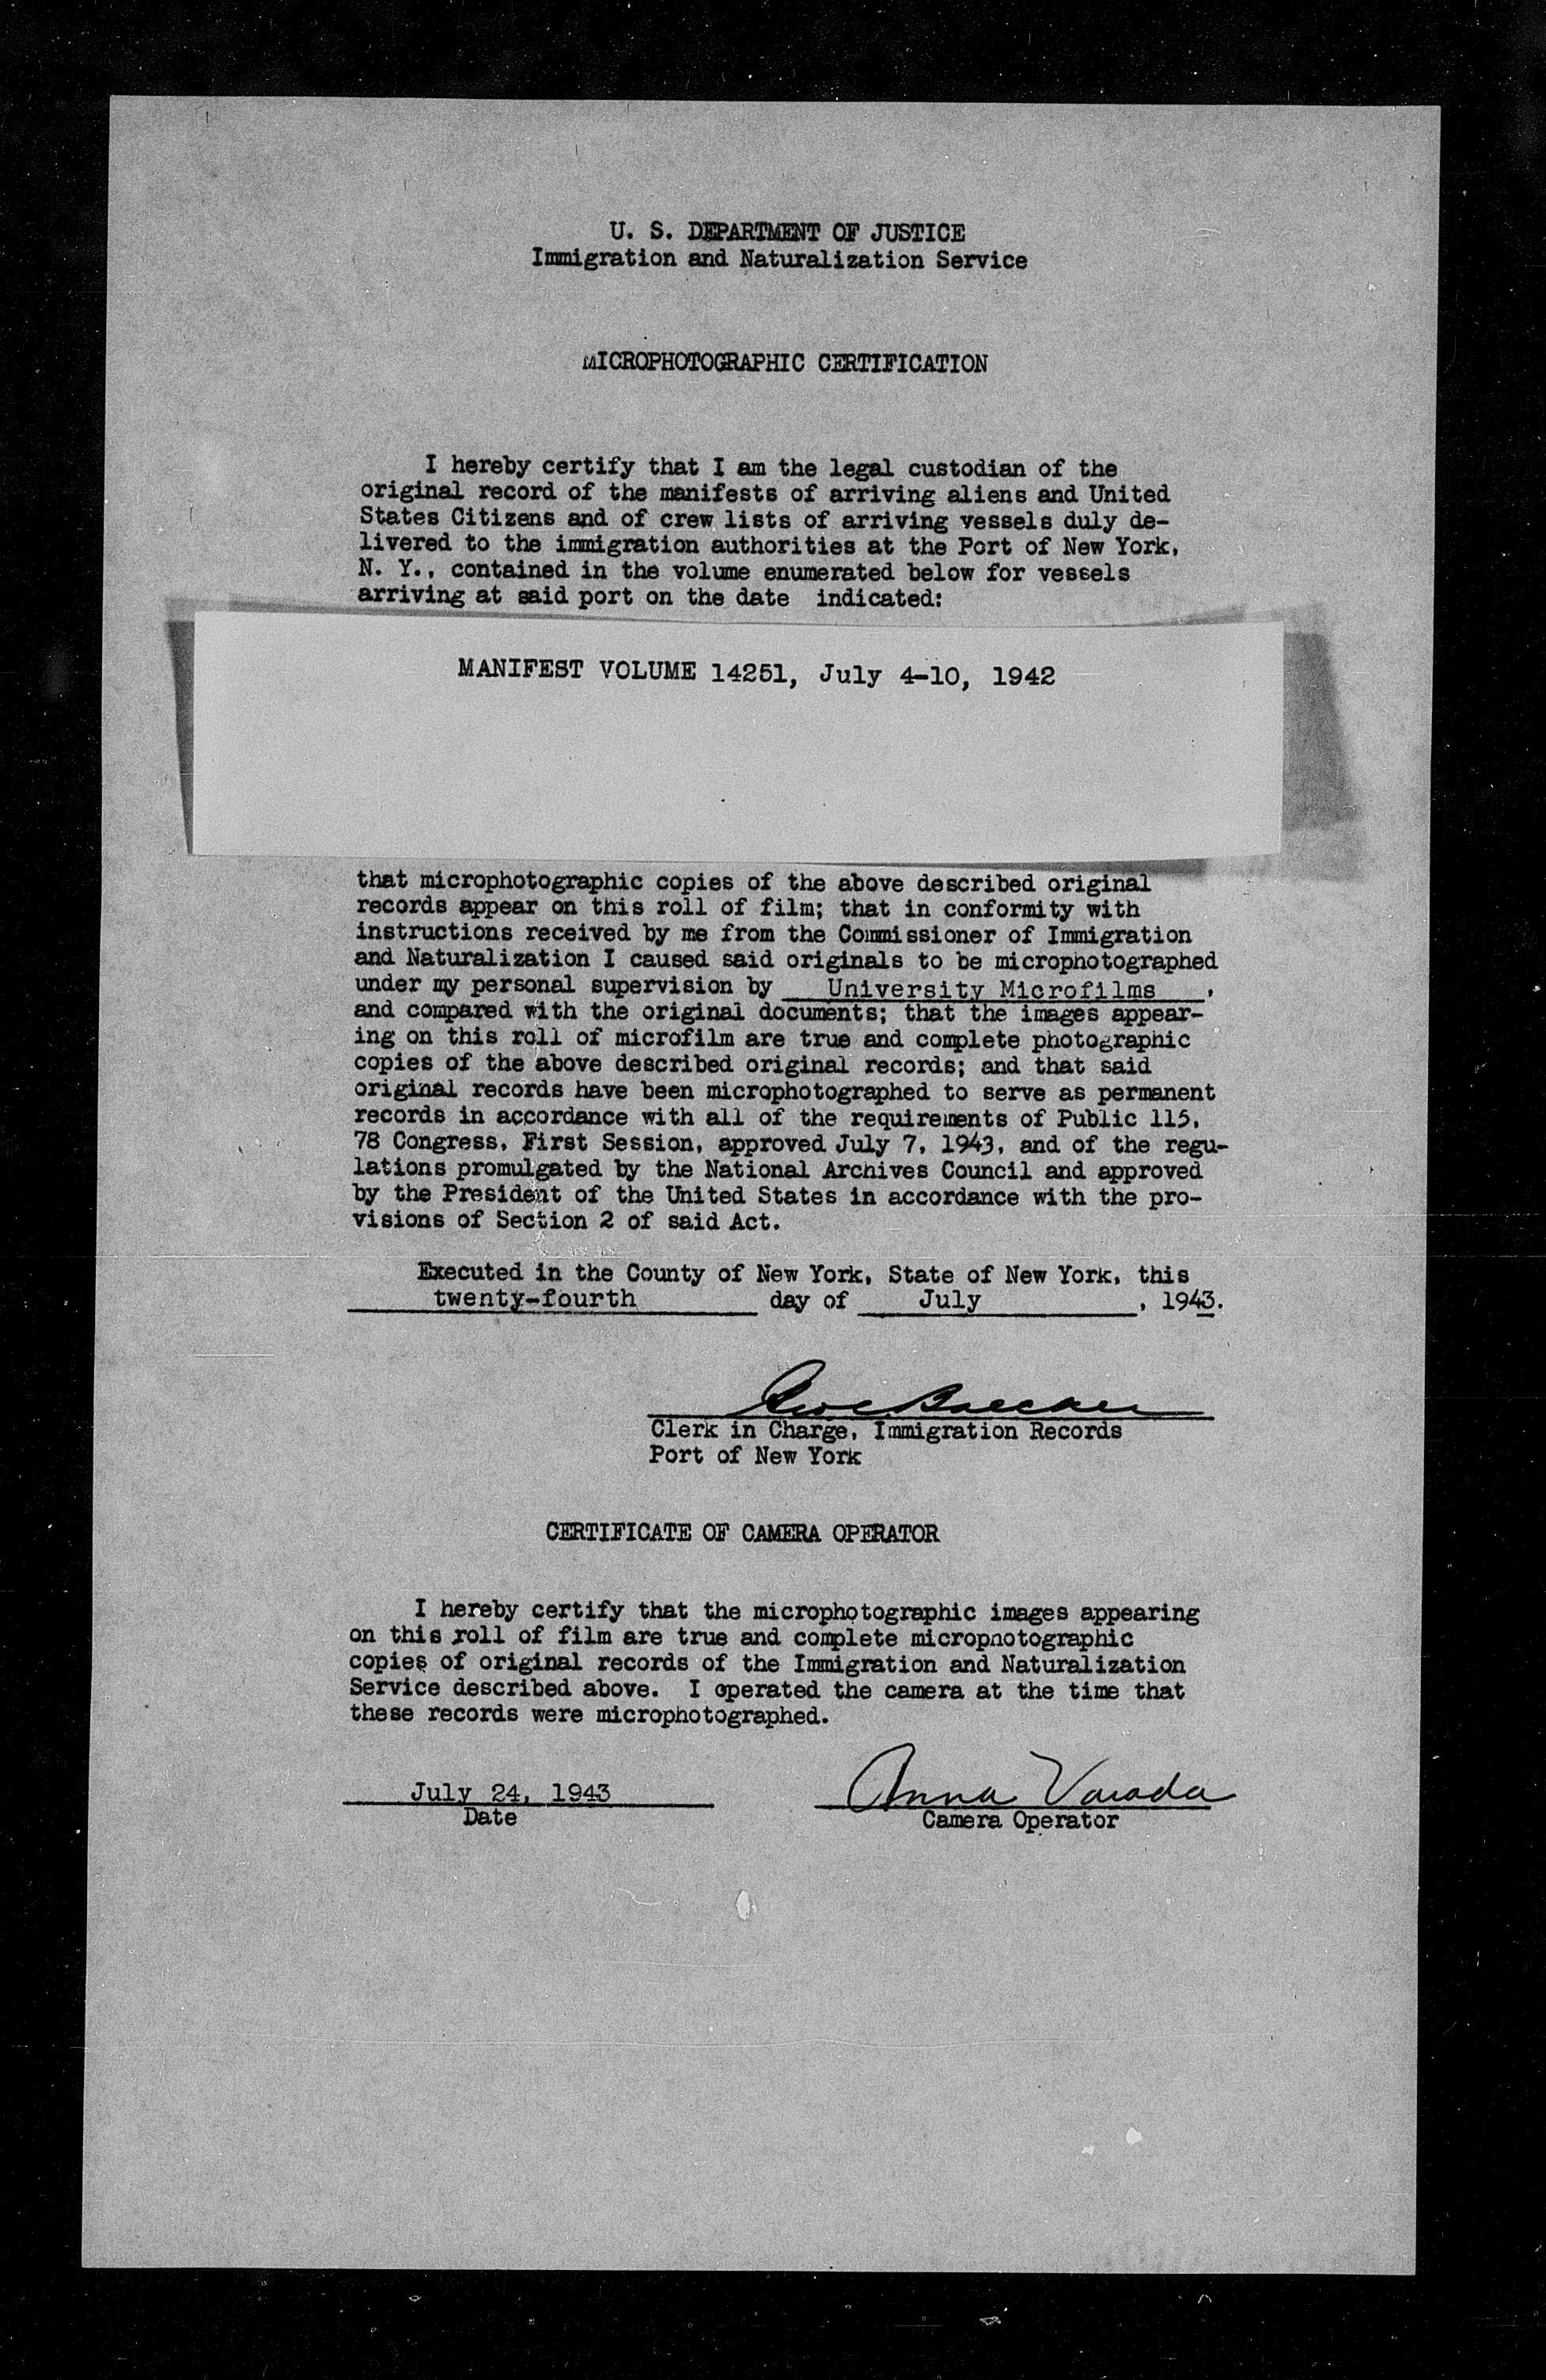 U. S. DEPARTMENT OF JUSTICE
Immigration and Naturalization Service
MICROPHOTOGRAPHIC CERTIFICATION
I hereby certify that I am the legal custodian of the
original record of the manifests of arriving aliens and United
States Citizens and of crew lists of arriving vessels duly de-
livered to the immigration authorities at the Port of New York,
N. Y., contained in the volume enumerated below for vessels
arriving at said port on the date indicated:
MANIFEST VOLUME 14251, July 4-10, 1942
that microphotographic copies of the above described original
records appear on this roll of film; that in conformity with
instructions received by me from the Commissioner of Immigration
and Naturalization I caused said originals to be microphotographed
under my personal supervision by University Microfilms,
and compared with the original documents; that the images appear-
ing on this roll of microfilm are true and complete photographic
copies of the above described original records; and that said
original records have been microphotographed to serve as permanent
records in accordance with all of the requirements of Public 115,
78 Congress, First Session, approved July 7, 1943, and of the regu-
lations promulgated by the National Archives Council and approved
by the President of the United States in accordance with the pro-
visions of Section 2 of said Act.
Executed in the County of New York, State of New York, this
twenty-fourth day of July, 1943.
Clerk in Charge, Immigration Records
Port of New York
CERTIFICATE OF CAMERA OPERATOR
I hereby certify that the microphotographic images appearing
on this roll of film are true and complete microphotographic
copies of original records of the Immigration and Naturalization
Service described above. I operated the camera at the time that
these records were microphotographed.
July 24, 1943 Anna Varada
Date Camera Operator